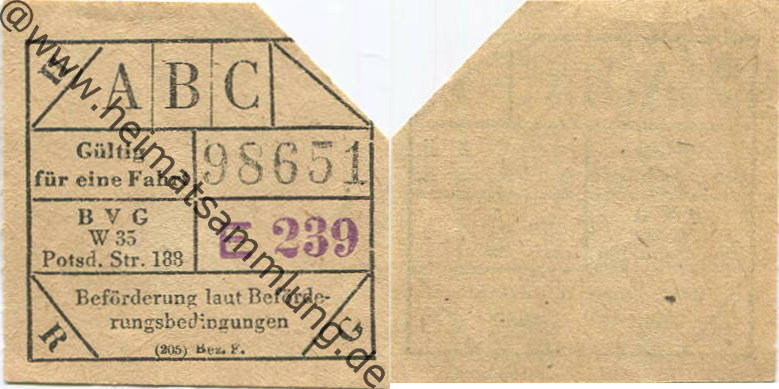 A B C
Gültig
für eine Fahrt
98651
B V G
W 35
Potsd. Str. 188
E 239
Beförderung laut Beförde-
rungsbedingungen
R
(205) Bez. F.
@www.heimatsammlung.de